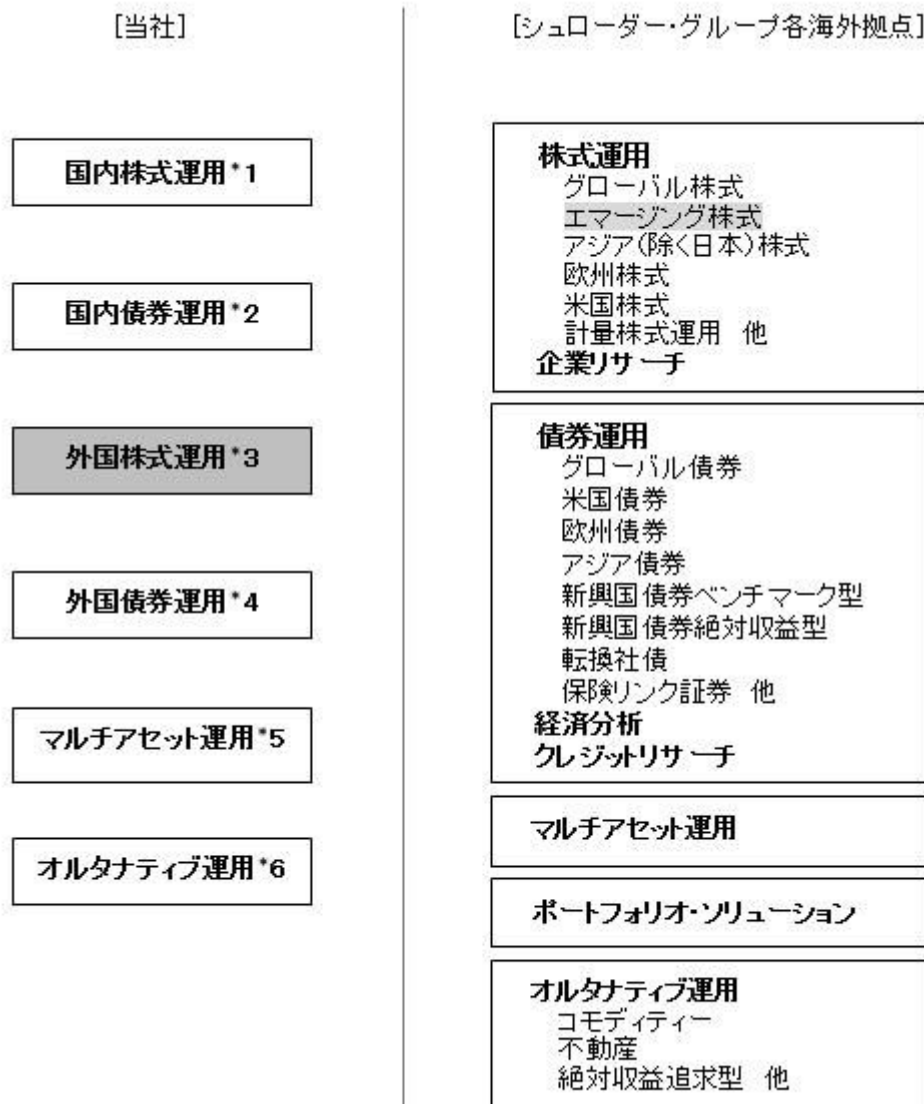 [当社]
国内株式運用*1
国内債券運用*2
外国株式運用*3
外国債券運用*4
マルチアセット運用*5
オルタナティブ運用*6
[シュローダー・グループ各海外拠点]
株式運用
グローバル株式
エマージング株式
アジア(除く日本)株式
欧州株式
米国株式
計量株式運用 他
企業リサーチ
債券運用
グローバル債券
米国債券
欧州債券
アジア債券
新興国債券ベンチマーク型
新興国債券絶対収益型
転換社債
保険リンク証券 他
経済分析
クレジットリサーチ
マルチアセット運用
ポートフォリオ・ソリューション
オルタナティブ運用
コモディティー
不動産
絶対収益追求型 他